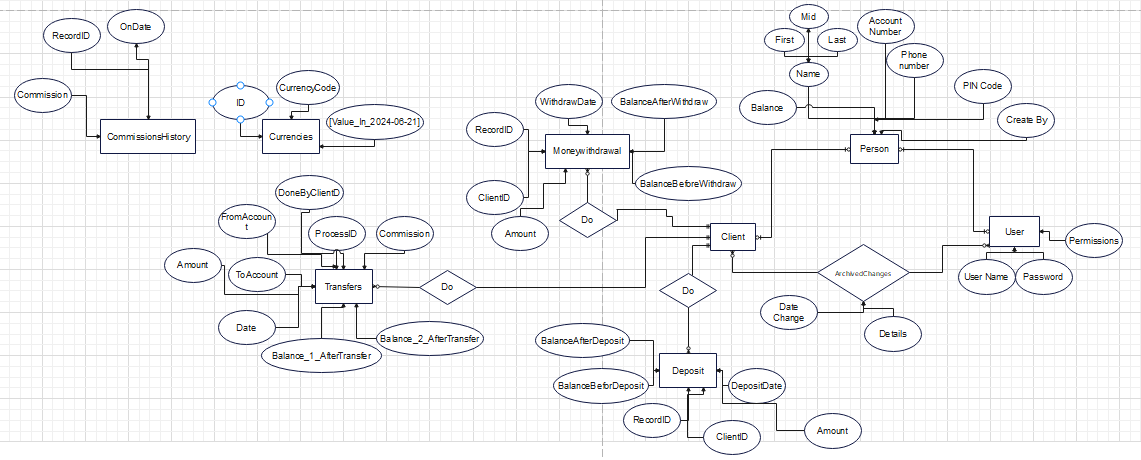 Mid
OnDate
Account
Number
RecordID
First
Last
Phone
number
Name
CurrencyCode
PIN Code
Commission
ID
WithdrawDate
BalanceAfterWithdraw
Balance
Create By
[Value_In_2024-06-21]
RecordID
CommissionsHistory
Currencies
Moneywithdrawal
Person
BalanceBeforeWithdraw
DoneByClientD
ClientID
FromAccoun
t
ProcessID
Commission
Amount
Do
Client
User
Permissions
Amount
ToAccount
ArchivedChanges
User Name
Password
Transfers
Do
Do
Date
Change
Date
Details
Balance_2_AfterTransfer
BalanceAfterDeposit
Balance_1_AfterTransfer
Deposit
BalanceBeforDeposit
DepositDate
RecordID
Amount
ClientID